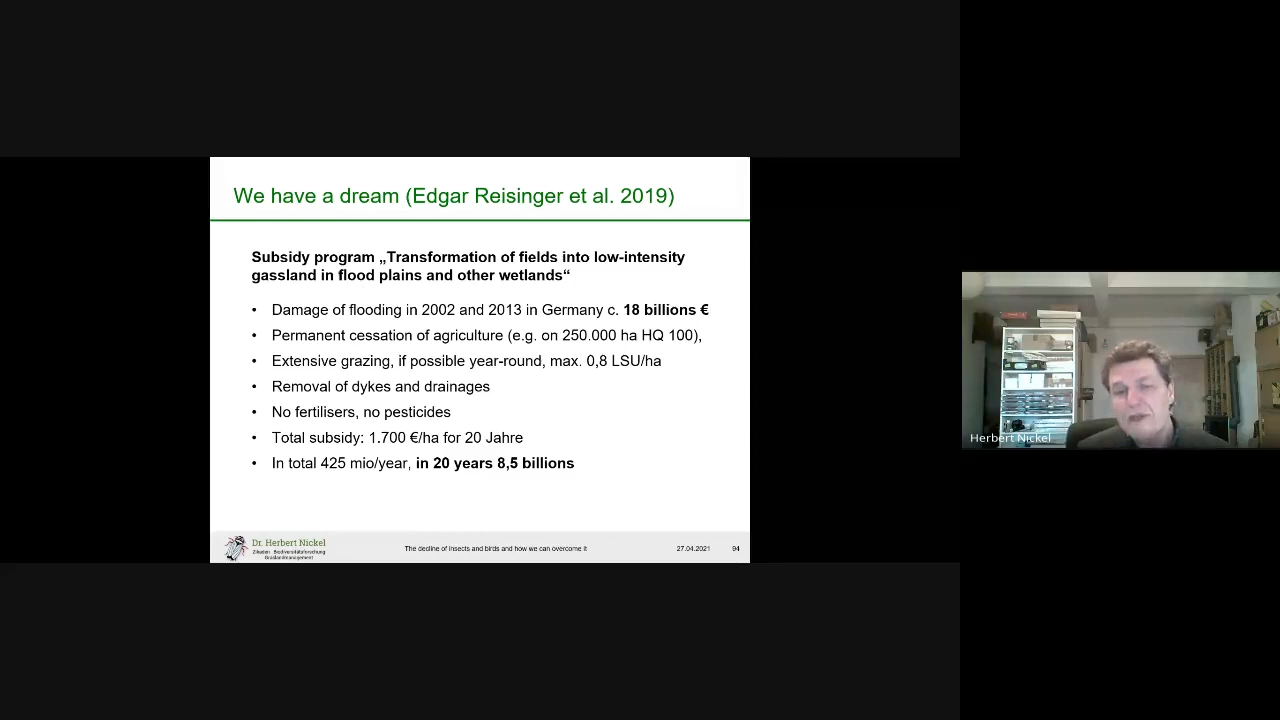 We have a dream (Edgar Reisinger et al. 2019)
Subsidy program „Transformation of fields into low-intensity
gassland in flood plains and other wetlands“
• Damage of flooding in 2002 and 2013 in Germany c. 18 billions €
• Permanent cessation of agriculture (e.g. on 250.000 ha HQ 100),
• Extensive grazing, if possible year-round, max. 0,8 LSU/ha
• Removal of dykes and drainages
• No fertilisers, no pesticides
• Total subsidy: 1.700 €/ha for 20 Jahre
• In total 425 mio/year, in 20 years 8,5 billions
Dr. Herbert Nickel
Zikaden Biodiversitätsforschung
Graslandmanagement
The decline of insects and birds and how we can overcome it
27.04.2021
94
Herbert Nickel